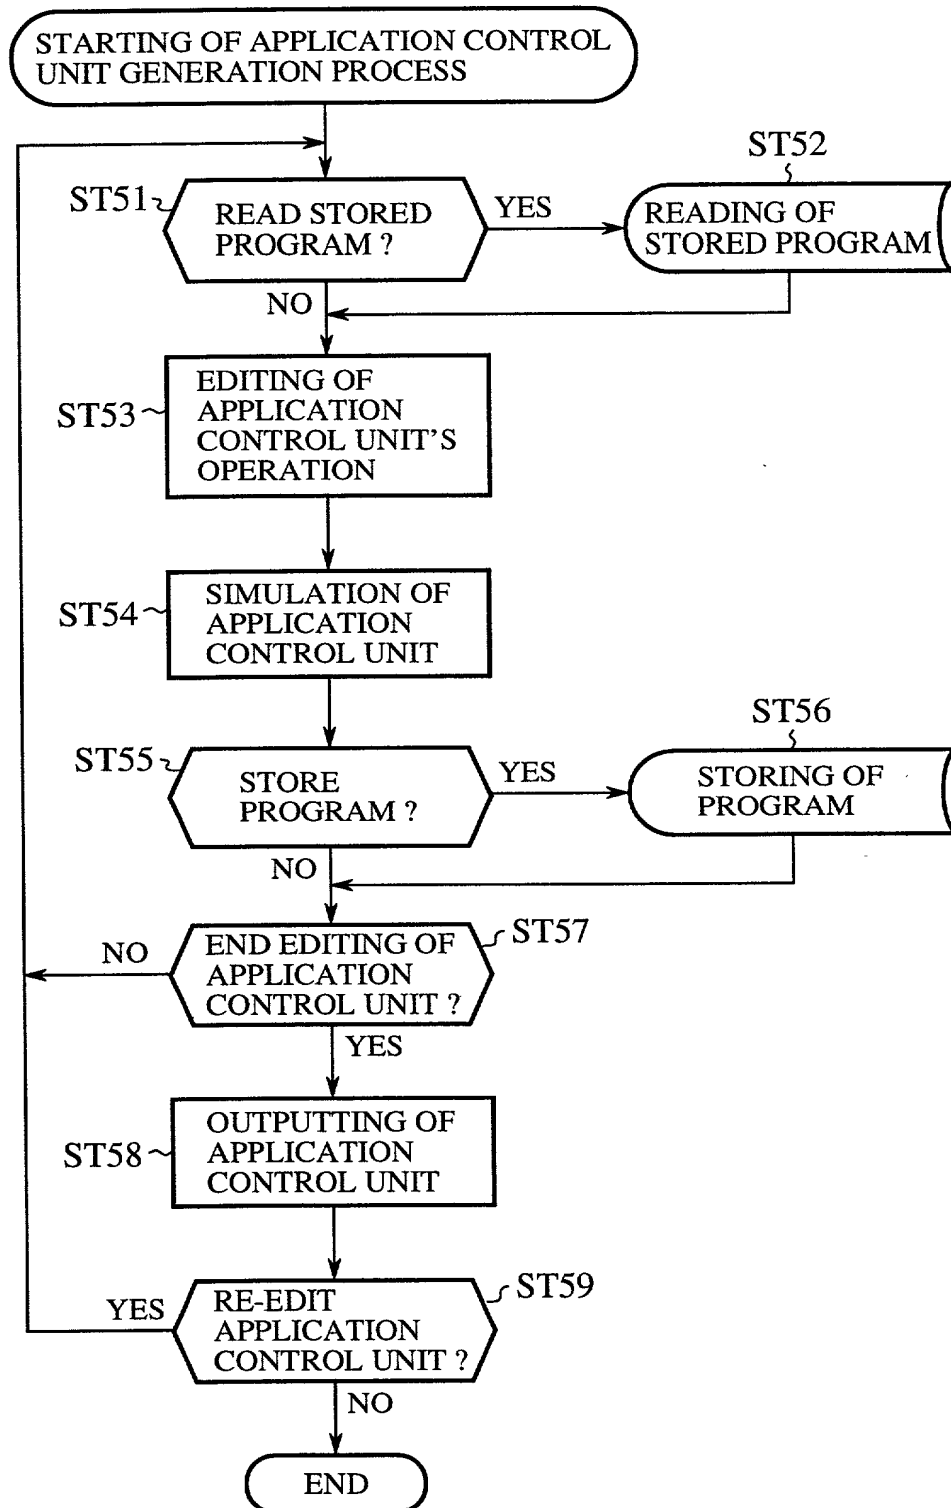 STARTING OF APPLICATION CONTROL
UNIT GENERATION PROCESS
ST51
READ STORED
PROGRAM ?
YES
ST52
READING OF
STORED PROGRAM
NO
ST53
EDITING OF
APPLICATION
CONTROL UNIT'S
OPERATION
ST54
SIMULATION OF
APPLICATION
CONTROL UNIT
ST55
STORE
PROGRAM ?
YES
ST56
STORING OF
PROGRAM
NO
ST57
END EDITING OF
APPLICATION
CONTROL UNIT ?
NO
YES
ST58
OUTPUTTING OF
APPLICATION
CONTROL UNIT
ST59
RE-EDIT
APPLICATION
CONTROL UNIT ?
YES
NO
END